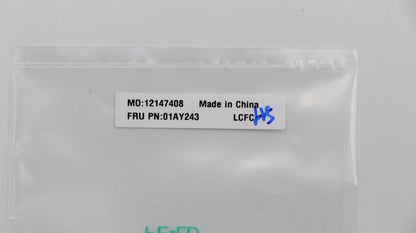 MO:12147408 Made in China
FRU PN:01AY243 LCFC